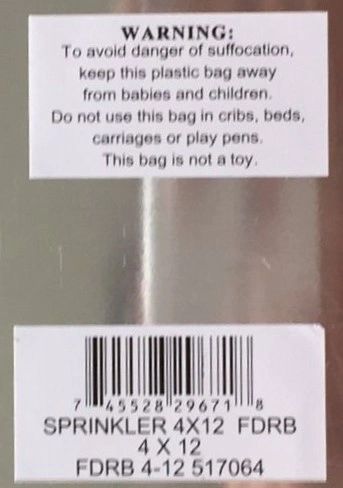 WARNING:
To avoid danger of suffocation,
keep this plastic bag away
from babies and children.
Do not use this bag in cribs, beds,
carriages or play pens.
This bag is not a toy.
7 45528 29671 8
SPRINKLER 4X12 FDRB
4 X 12
FDRB 4-12 517064